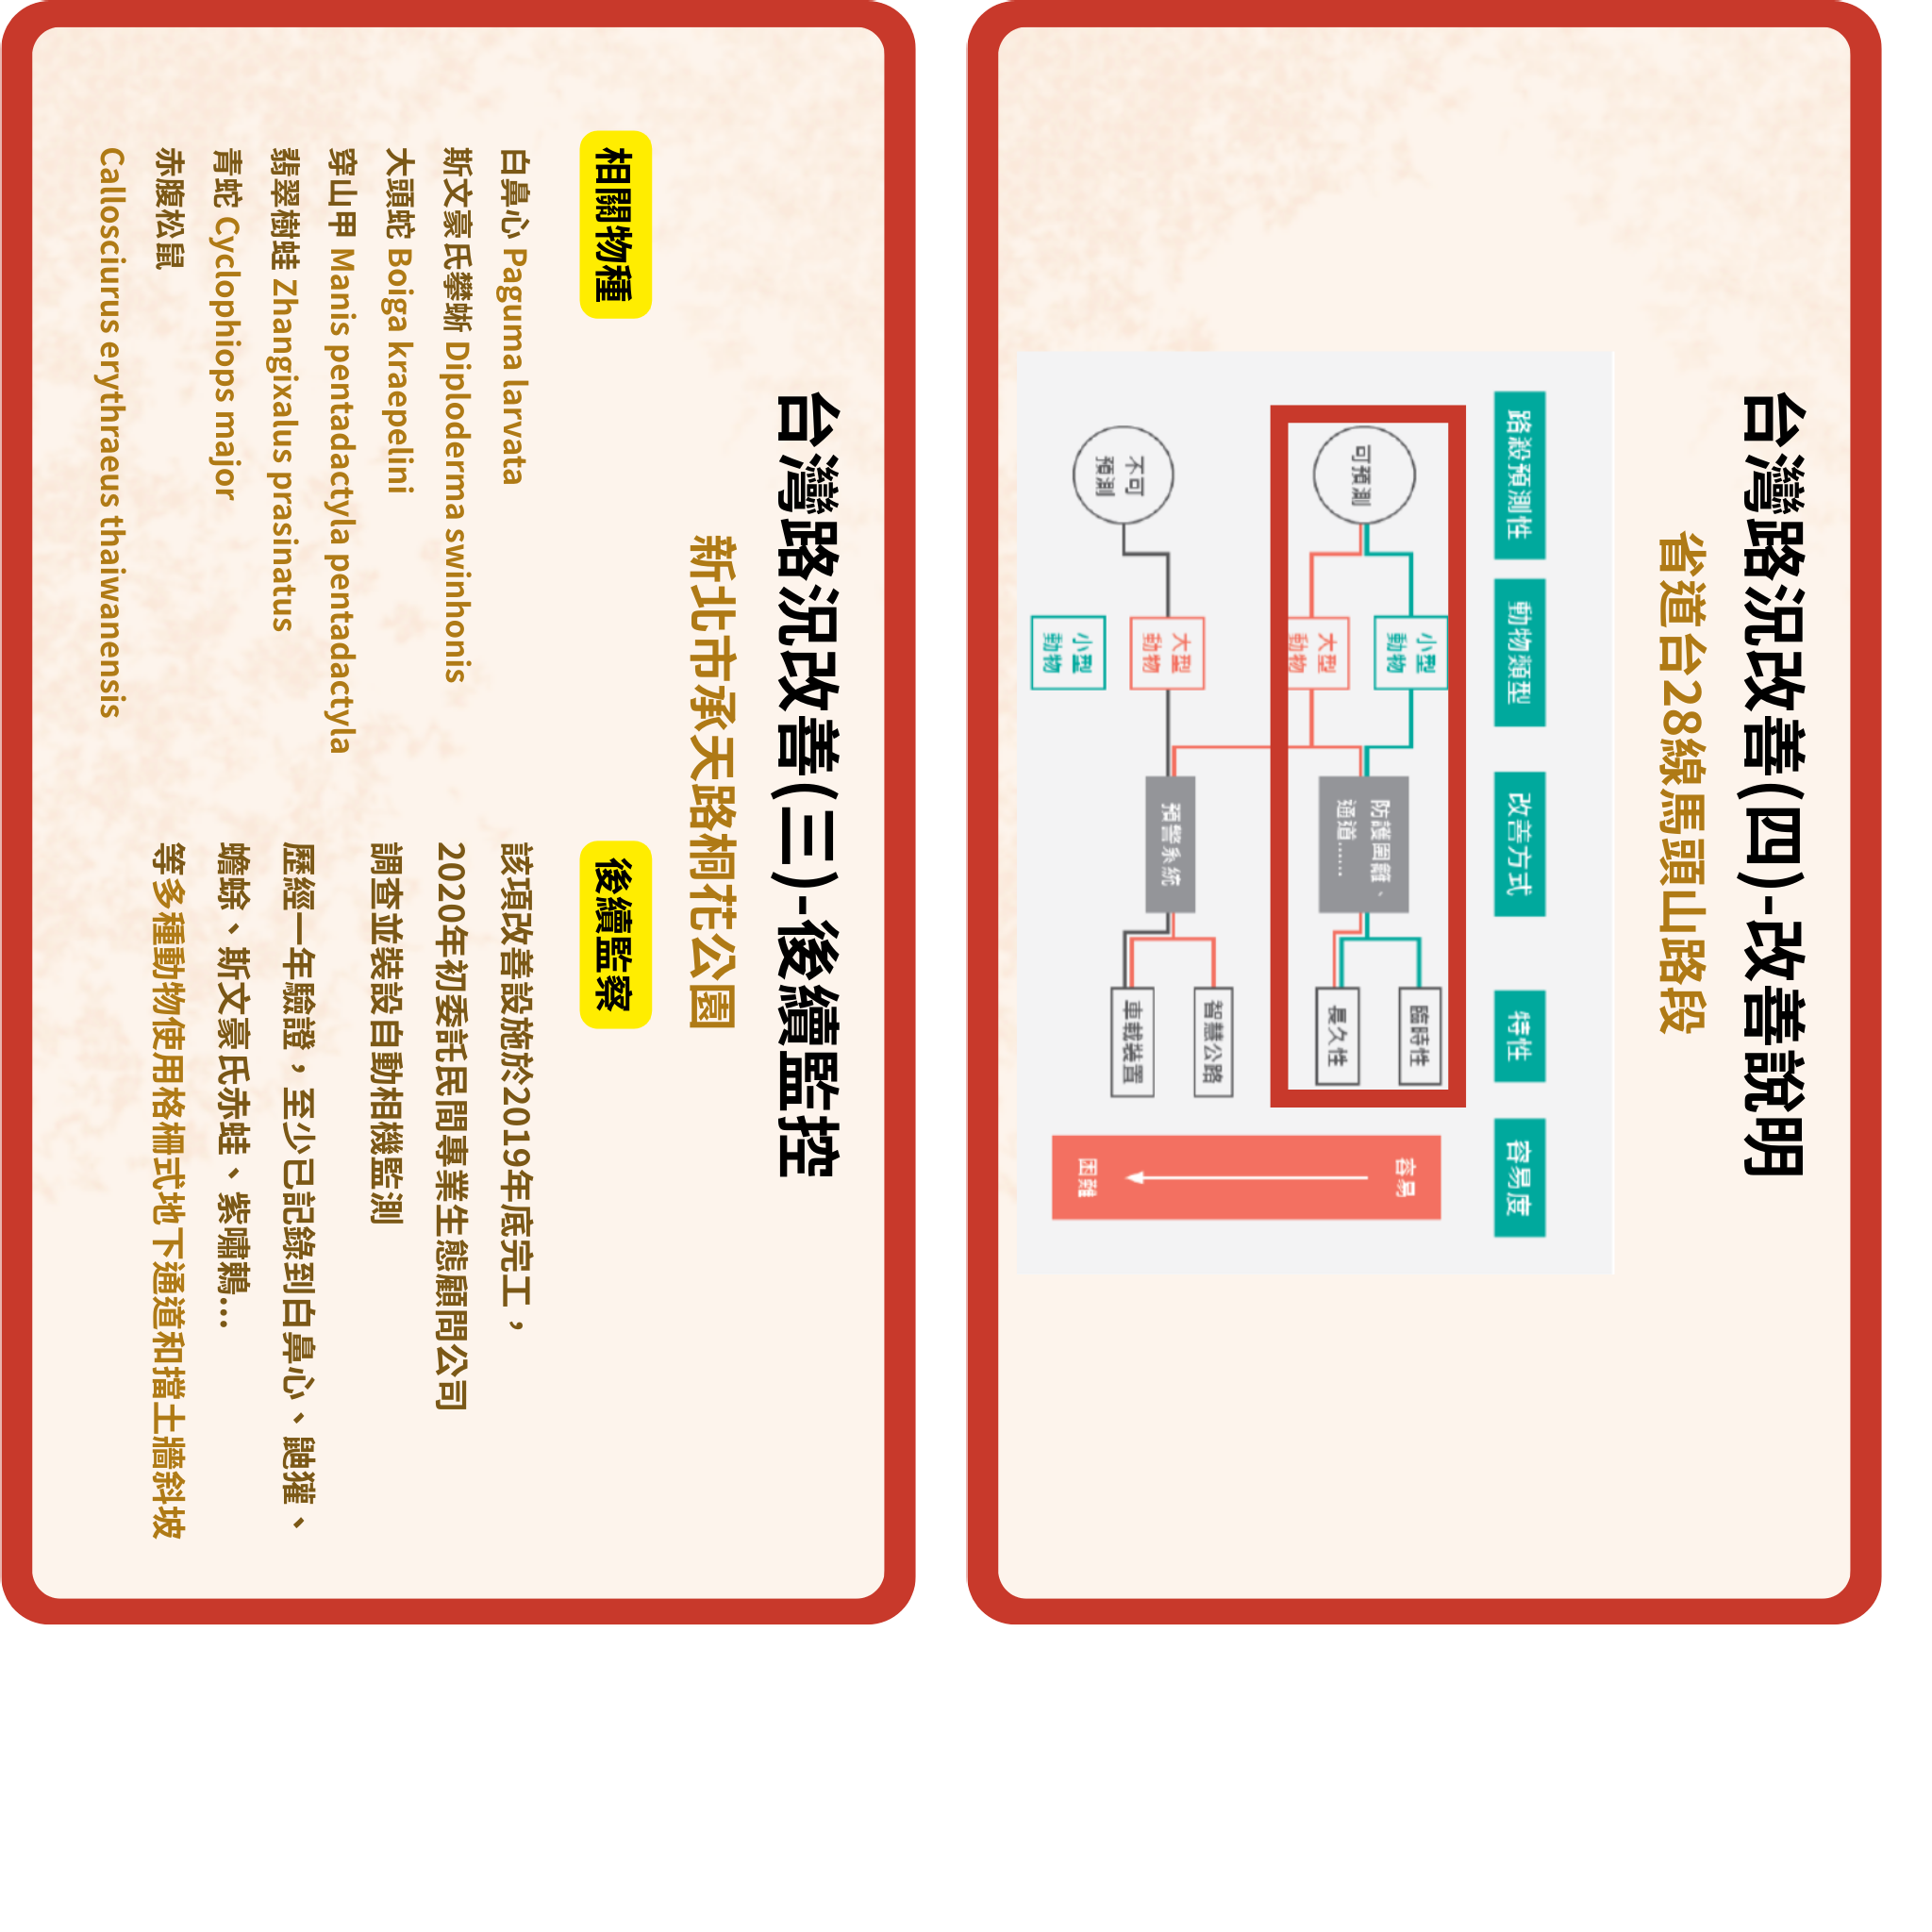 台灣路況改善(四)-改善說明
省道台28線馬頭山路段
路殺預測性
動物類型
改善方式
特性
容易度
可預測
小型
動物
大型
動物
防護圍籬、
通道......
臨時性
長久性
容易
不可
預測
大型
動物
小型
動物
預警系統
智慧公路
車載裝置
困難
台灣路況改善(三)-後續監控
新北市承天路桐花公園
相關物種
白鼻心 Paguma larvata
斯文豪氏攀蜥 Diploderma swinhonis
大頭蛇 Boiga kraepelini
穿山甲 Manis pentadactyla pentadactyla
翡翠樹蛙 Zhangixalus prasinatus
青蛇 Cyclophiops major
赤腹松鼠
Callosciurus erythraeus thaiwanensis
後續監察
該項改善設施於2019年底完工，
2020年初委託民間專業生態顧問公司
調查並裝設自動相機監測
歷經一年驗證，至少已記錄到白鼻心、鼬獾、
蟾蜍、斯文豪氏赤蛙、紫嘯鶇...
等多種動物使用格柵式地下通道和擋土牆斜坡